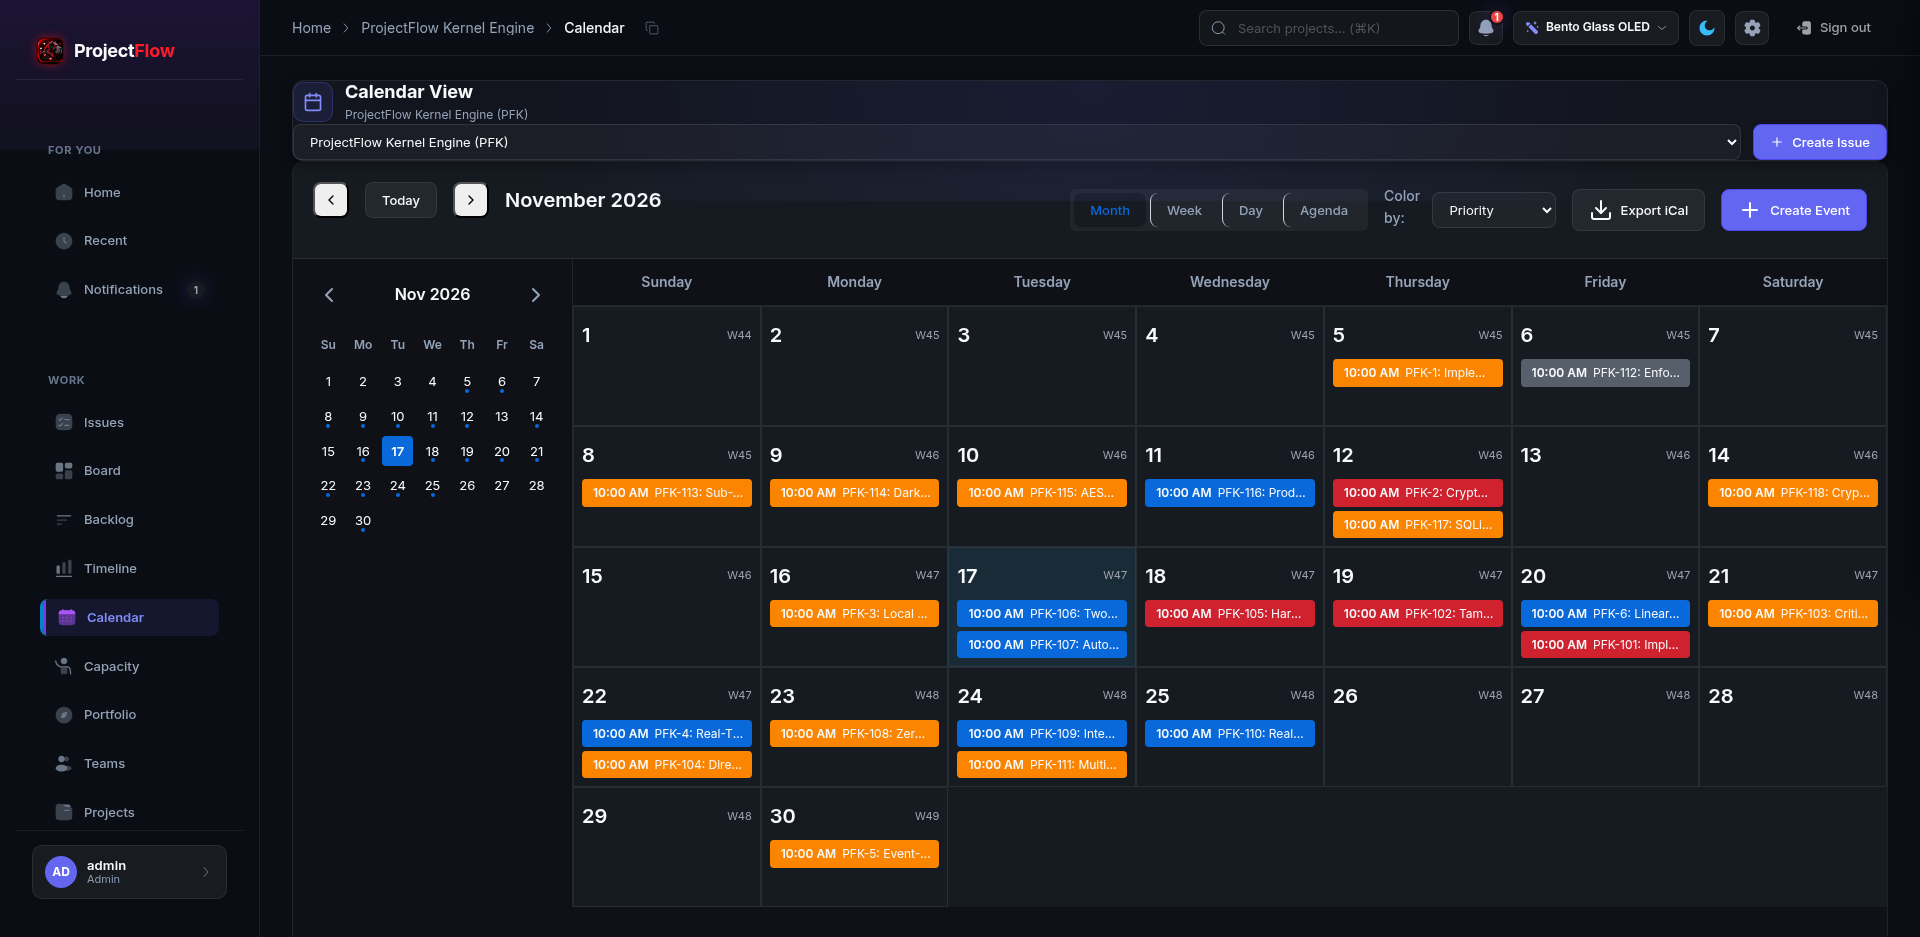 ProjectFlow
Home
ProjectFlow Kernel Engine
Calendar
Search projects... (⌘K)
1
Bento Glass OLED
Sign out
FOR YOU
Home
Recent
Notifications 1
WORK
Issues
Board
Backlog
Timeline
Calendar
Capacity
Portfolio
Teams
Projects
AD
admin
Admin
Calendar View
ProjectFlow Kernel Engine (PFK)
ProjectFlow Kernel Engine (PFK)
Create Issue
Today
November 2026
Month Week Day Agenda
Color
by:
Priority
Export iCal
Create Event
Nov 2026
Su Mo Tu We Th Fr Sa
1 2 3 4 5 6 7
8 9 10 11 12 13 14
15 16 17 18 19 20 21
22 23 24 25 26 27 28
29 30
Sunday Monday Tuesday Wednesday Thursday Friday Saturday
1 W44 2 W45 3 W45 4 W45 5 W45 6 W45 7 W45
10:00 AM PFK-1: Imple... 10:00 AM PFK-112: Enfo...
8 W45 9 W46 10 W46 11 W46 12 W46 13 W46 14 W46
10:00 AM PFK-113: Sub-... 10:00 AM PFK-114: Dark... 10:00 AM PFK-115: AES... 10:00 AM PFK-116: Prod... 10:00 AM PFK-2: Crypt... 10:00 AM PFK-118: Cryp...
10:00 AM PFK-117: SQLi...
15 W46 16 W47 17 W47 18 W47 19 W47 20 W47 21 W47
10:00 AM PFK-3: Local ... 10:00 AM PFK-106: Two... 10:00 AM PFK-105: Har... 10:00 AM PFK-102: Tam... 10:00 AM PFK-6: Linear... 10:00 AM PFK-103: Criti...
10:00 AM PFK-107: Auto... 10:00 AM PFK-101: Impl...
22 W47 23 W48 24 W48 25 W48 26 W48 27 W48 28 W48
10:00 AM PFK-4: Real-T... 10:00 AM PFK-108: Zer... 10:00 AM PFK-109: Inte... 10:00 AM PFK-110: Real...
10:00 AM PFK-104: Dire... 10:00 AM PFK-111: Multi...
29 W48 30 W49
10:00 AM PFK-5: Event-...